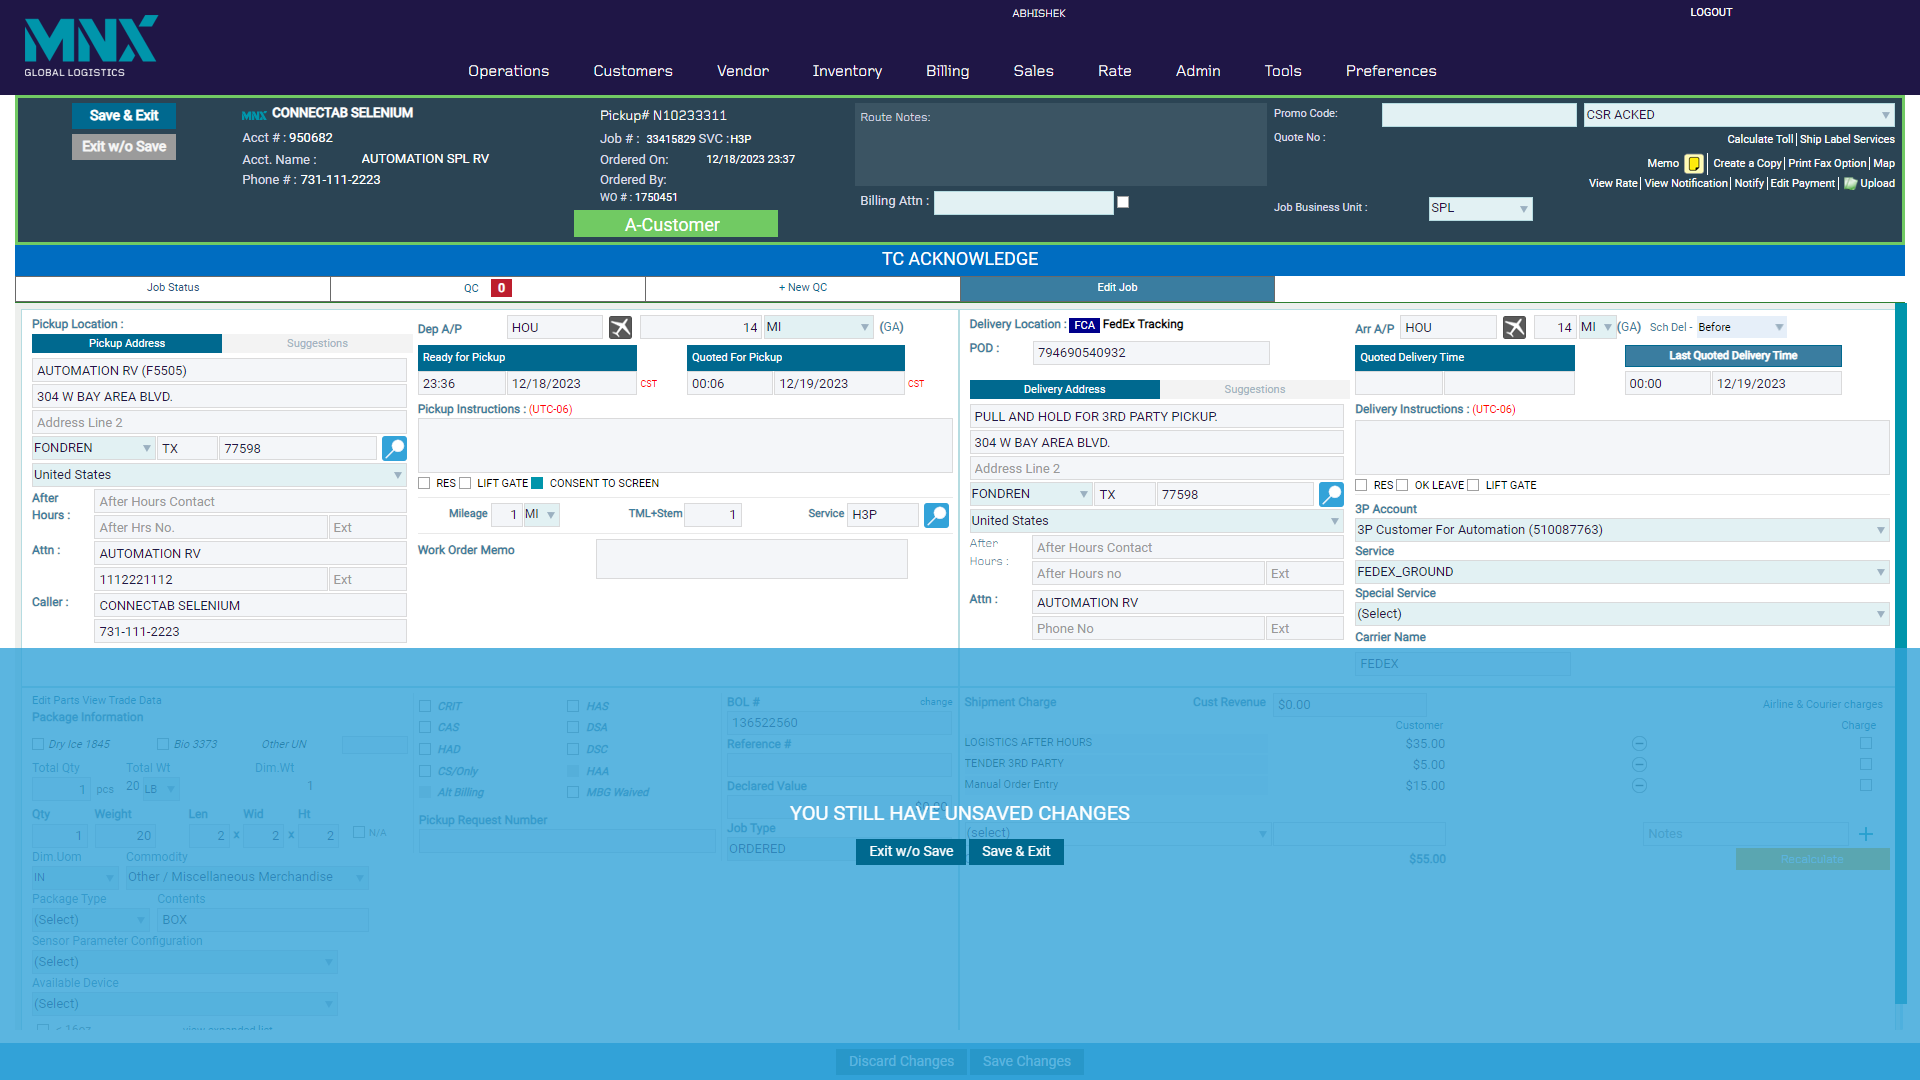 MNX
GLOBAL LOGISTICS
ABHISHEK
LOGOUT
Operations Customers Vendor Inventory Billing Sales Rate Admin Tools Preferences
Save & Exit
Exit w/o Save
MNX CONNECTAB SELENIUM
Acct # : 950682
Acct. Name : AUTOMATION SPL RV
Phone # : 731-111-2223
Pickup# N10233311
Job # : 33415829 SVC : H3P
Ordered On: 12/18/2023 23:37
Ordered By:
WO # : 1750451
A-Customer
Route Notes:
Billing Attn :
Promo Code:
CSR ACKED
Quote No :
Calculate Toll Ship Label Services
Memo Create a Copy Print Fax Option Map
View Rate View Notification Notify Edit Payment Upload
Job Business Unit : SPL
TC ACKNOWLEDGE
Job Status
QC 0
+ New QC
Edit Job
Pickup Location :
Pickup Address Suggestions
AUTOMATION RV (F5505)
304 W BAY AREA BLVD.
Address Line 2
FONDREN TX 77598
United States
After Hours : After Hours Contact
After Hrs No. Ext
Attn : AUTOMATION RV
1112221112 Ext
Caller : CONNECTAB SELENIUM
731-111-2223
Dep A/P HOU 14 MI (GA)
Ready for Pickup Quoted For Pickup
23:36 12/18/2023 CST 00:06 12/19/2023 CST
Pickup Instructions : (UTC-06)
RES LIFT GATE CONSENT TO SCREEN
Mileage 1 MI TML+Stem 1 Service H3P
Work Order Memo
Delivery Location : FCA FedEx Tracking
POD : 794690540932
Delivery Address Suggestions
PULL AND HOLD FOR 3RD PARTY PICKUP.
304 W BAY AREA BLVD.
Address Line 2
FONDREN TX 77598
United States
After Hours : After Hours Contact
After Hours no Ext
Attn : AUTOMATION RV
Phone No Ext
Arr A/P HOU 14 MI (GA) Sch Del - Before
Quoted Delivery Time Last Quoted Delivery Time
00:00 12/19/2023
Delivery Instructions : (UTC-06)
RES OK LEAVE LIFT GATE
3P Account
3P Customer For Automation (510087763)
Service
FEDEX_GROUND
Special Service
(Select)
Carrier Name
FEDEX
Edit Parts View Trade Data
Package Information
Dry Ice 1845 Bio 3373 Other UN
Total Qty Total Wt Dim.Wt
1 pcs 20 LB 1
Qty Weight Len Wid Ht
1 20 2 x 2 x 2 N/A
Dim.Uom Commodity
IN Other / Miscellaneous Merchandise
Package Type Contents
(Select) BOX
Sensor Parameter Configuration
(Select)
Available Device
(Select)
view expanded list
CRIT HAS
CAS DSA
HAD DSC
CS/Only HAA
Alt Billing MBG Waived
Pickup Request Number
BOL # change
136522560
Reference #
Declared Value
$0.00
Job Type
ORDERED
Shipment Charge Cust Revenue $0.00 Airline & Courier charges
Customer Charge
LOGISTICS AFTER HOURS $35.00
TENDER 3RD PARTY $5.00
Manual Order Entry $15.00
(select) Notes
$55.00 Recalculate
YOU STILL HAVE UNSAVED CHANGES
Exit w/o Save Save & Exit
Discard Changes Save Changes